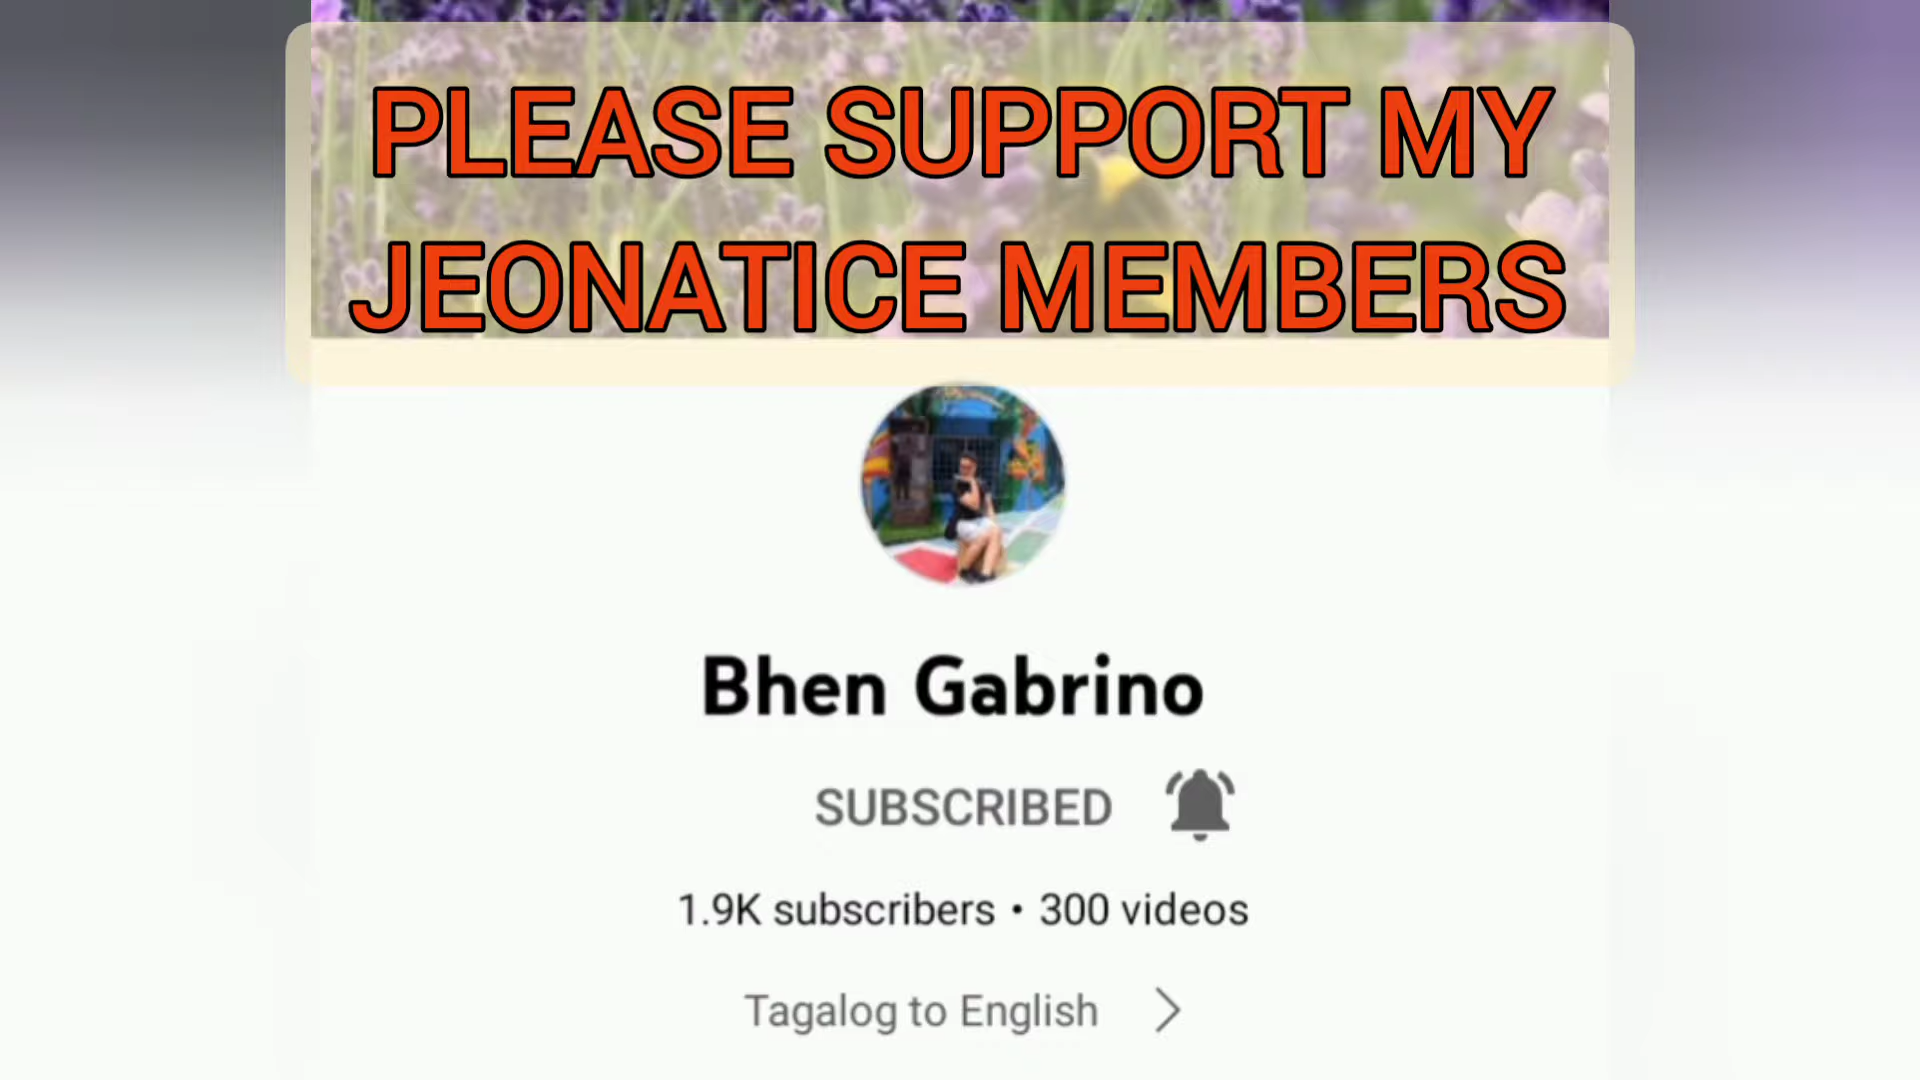 PLEASE SUPPORT MY
JEONATICE MEMBERS
Bhen Gabrino
SUBSCRIBED
1.9K subscribers • 300 videos
Tagalog to English